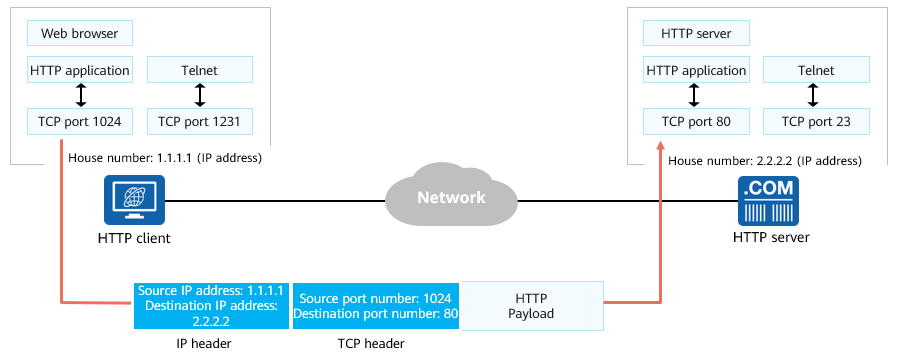 Web browser
HTTP application
Telnet
TCP port 1024
TCP port 1231
House number: 1.1.1.1 (IP address)
HTTP client
Network
HTTP server
HTTP application
Telnet
TCP port 80
TCP port 23
House number: 2.2.2.2 (IP address)
.COM
HTTP server
Source IP address: 1.1.1.1
Destination IP address:
2.2.2.2
IP header
Source port number: 1024
Destination port number: 80
TCP header
HTTP
Payload